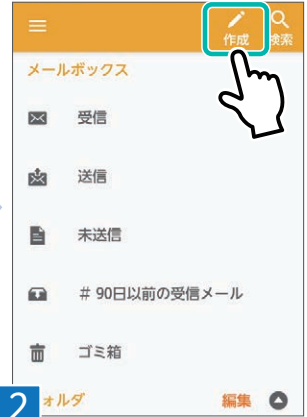 作成 検索
メールボックス
受信
送信
未送信
# 90日以前の受信メール
ゴミ箱
ォルダ 編集
2